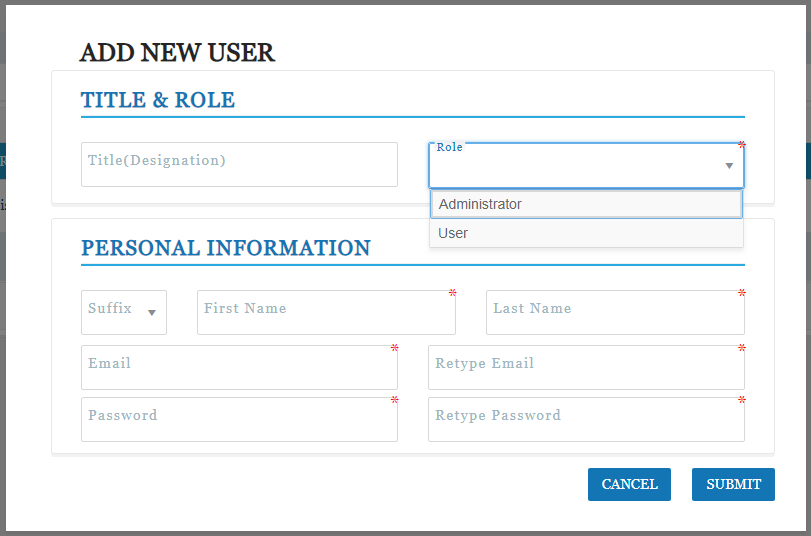 ADD NEW USER
TITLE & ROLE
Title(Designation)
Role
*
Administrator
User
PERSONAL INFORMATION
Suffix
First Name
*
Last Name
*
Email
*
Retype Email
*
Password
*
Retype Password
*
CANCEL
SUBMIT